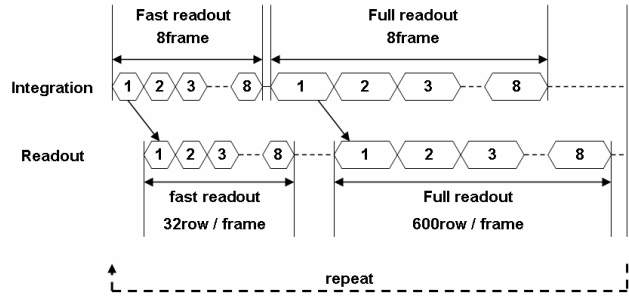 Fast readout
8frame
Full readout
8frame
Integration
1 2 3 8 1 2 3 8
Readout
1 2 3 8 1 2 3 8
fast readout
32row / frame
Full readout
600row / frame
repeat